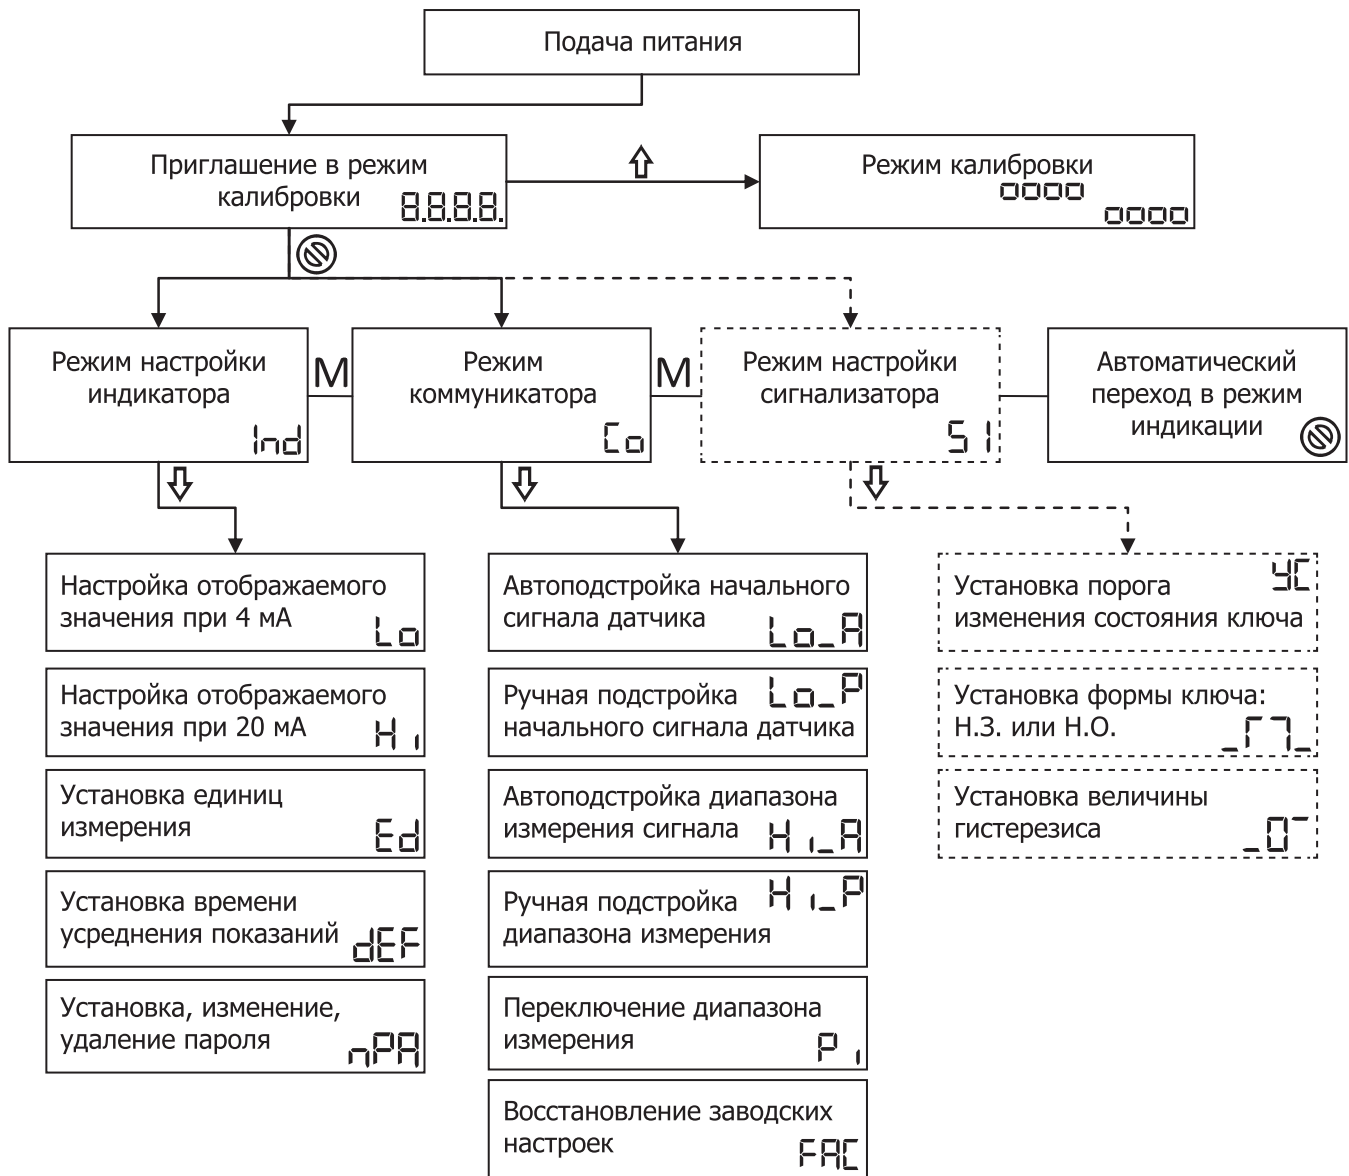 Подача питания
Приглашение в режим
калибровки 8.8.8.8.
Режим калибровки
oooo
oooo
Режим настройки
индикатора
Ind
М
Режим
коммуникатора
Co
М
Режим настройки
сигнализатора
S1
Автоматический
переход в режим
индикации
Настройка отображаемого
значения при 4 мА Lo
Настройка отображаемого
значения при 20 мА Hi
Установка единиц
измерения Ed
Установка времени
усреднения показаний dEF
Установка, изменение,
удаление пароля nPA
Автоподстройка начального
сигнала датчика Lo_A
Ручная подстройка Lo_P
начального сигнала датчика
Автоподстройка диапазона
измерения сигнала Hi_A
Ручная подстройка Hi_P
диапазона измерения
Переключение диапазона
измерения Pi
Восстановление заводских
настроек FAC
Установка порога УС
изменения состояния ключа
Установка формы ключа:
Н.З. или Н.О.
Установка величины
гистерезиса